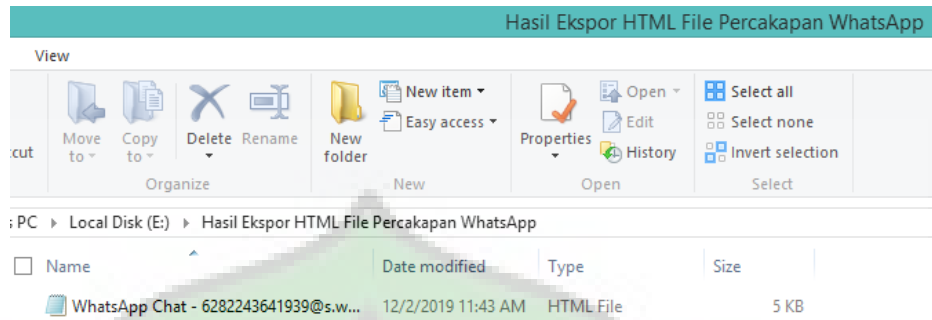 Hasil Ekspor HTML File Percakapan WhatsApp
View
Move to
Copy to
Delete
Rename
New folder
New item
Easy access
Properties
Open
Edit
History
Select all
Select none
Invert selection
cut
Organize
New
Open
Select
PC Local Disk (E:) Hasil Ekspor HTML File Percakapan WhatsApp
Name Date modified Type Size
WhatsApp Chat - 6282243641939@s.w... 12/2/2019 11:43 AM HTML File 5 KB